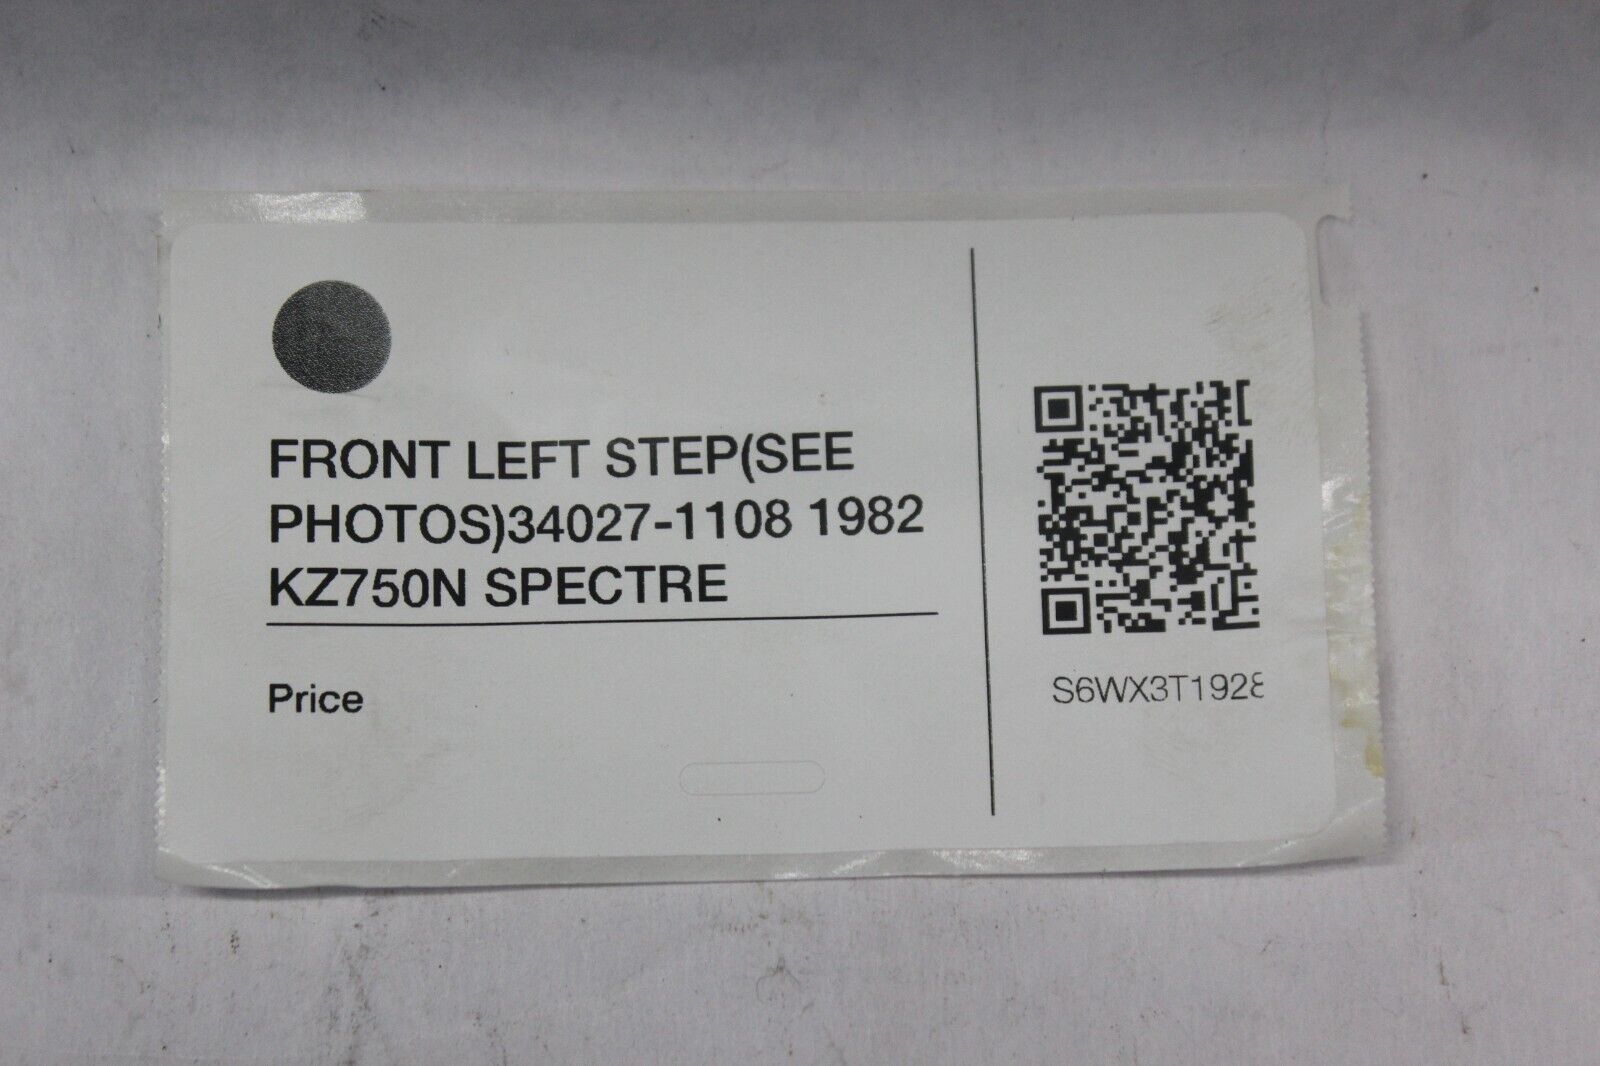 FRONT LEFT STEP(SEE
PHOTOS)34027-1108 1982
KZ750N SPECTRE
Price
S6WX3T1928